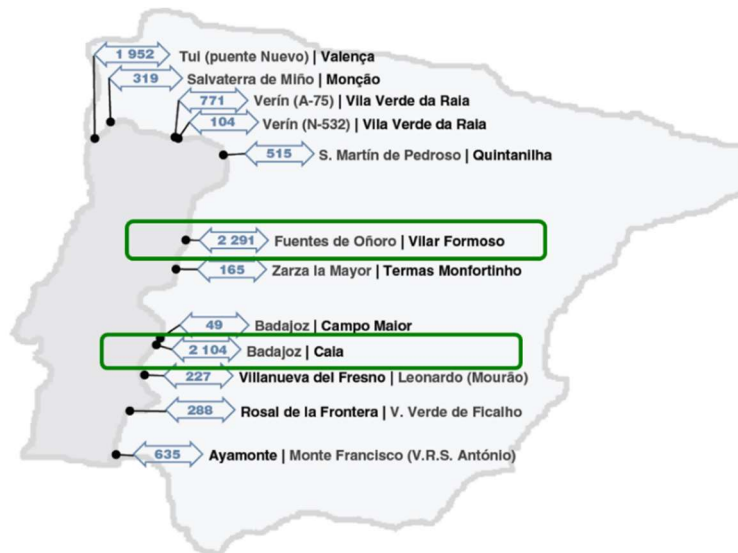 1 952 Tui (puente Nuevo) | Valença
319 Salvaterra de Miño | Monção
771 Verín (A-75) | Vila Verde da Raia
104 Verín (N-532) | Vila Verde da Raia
515 S. Martín de Pedroso | Quintanilha
2 291 Fuentes de Oñoro | Vilar Formoso
165 Zarza la Mayor | Termas Monfortinho
49 Badajoz | Campo Maior
2 104 Badajoz | Caia
227 Villanueva del Fresno | Leonardo (Mourão)
288 Rosal de la Frontera | V. Verde de Ficalho
635 Ayamonte | Monte Francisco (V.R.S. António)